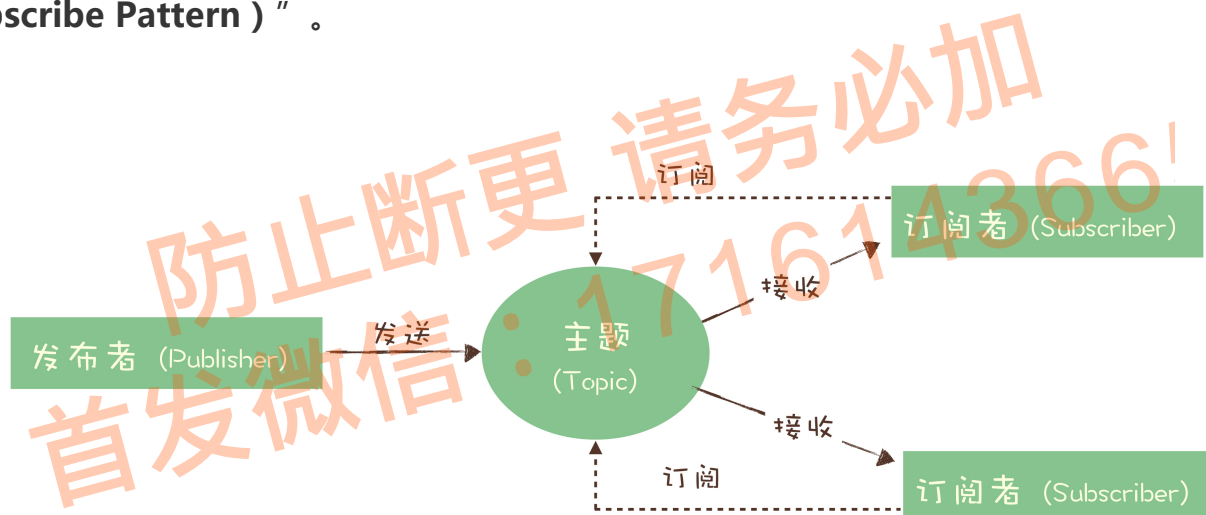 bscribe Pattern）”。
防止断更 请务必加
首发微信：171614366
订阅
订阅者 (Subscriber)
接收
发送
主题
(Topic)
发布者 (Publisher)
接收
订阅
订阅者 (Subscriber)